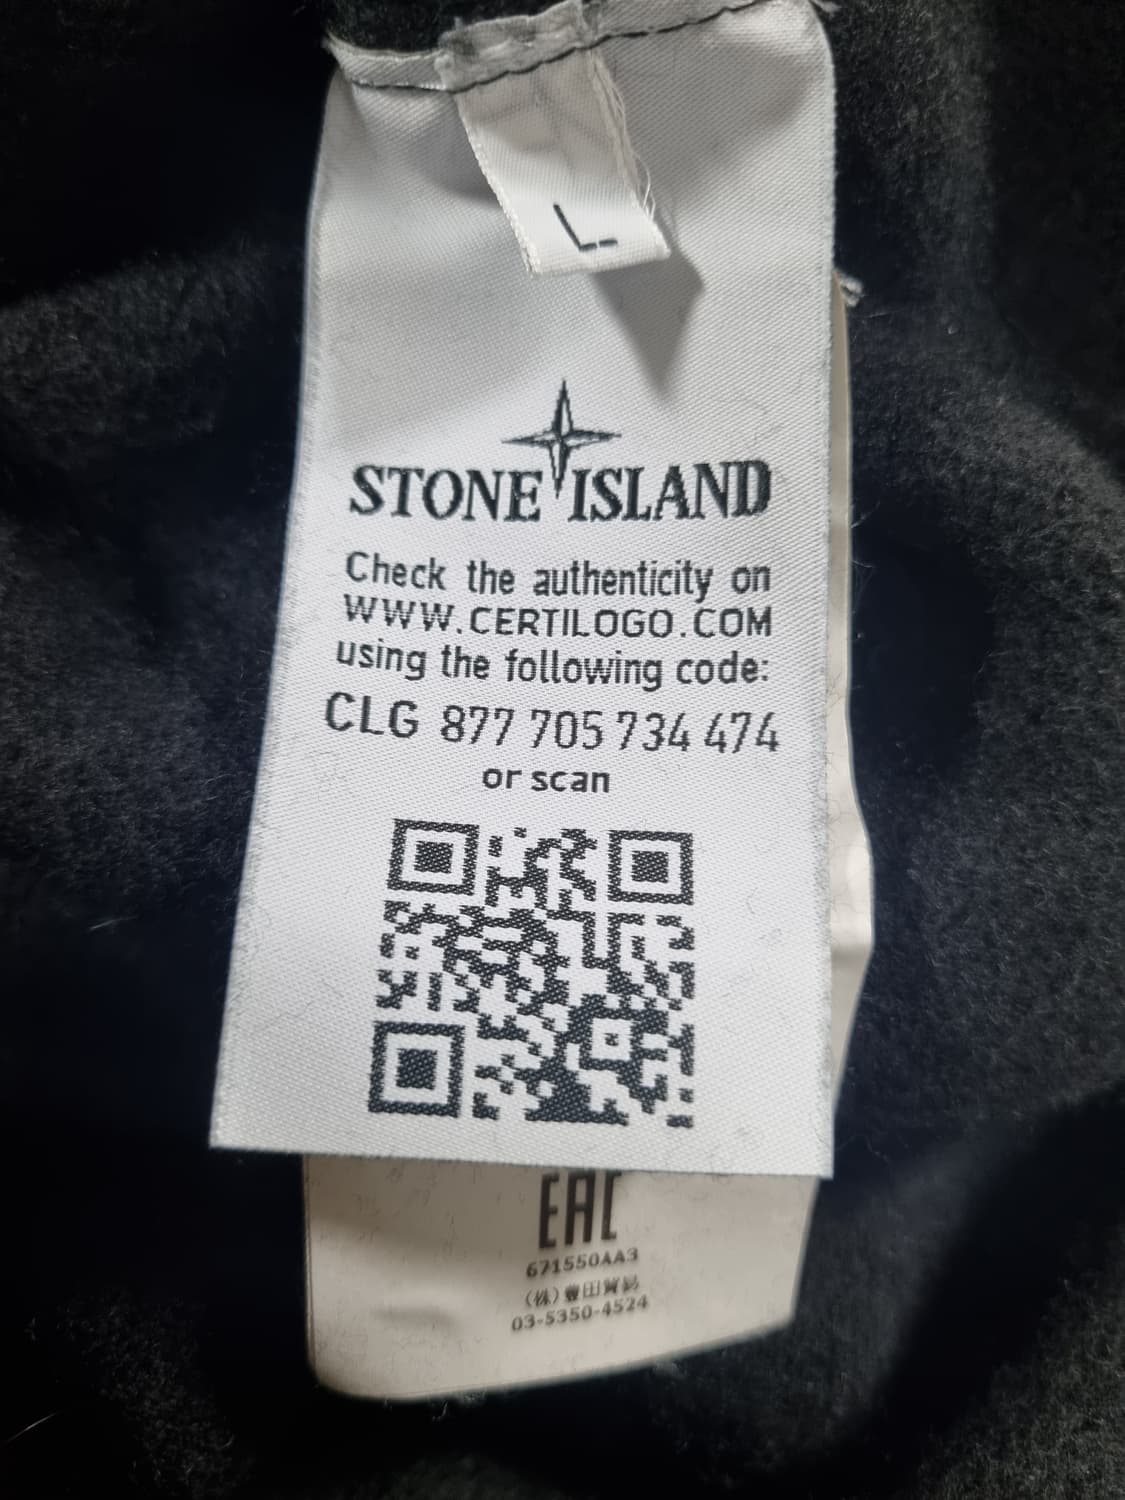 L
STONE ISLAND
Check the authenticity on
WWW.CERTILOGO.COM
using the following code:
CLG 877 705 734 474
or scan
EAC
671550AA3
(株)豊田貿易
03-5350-4524